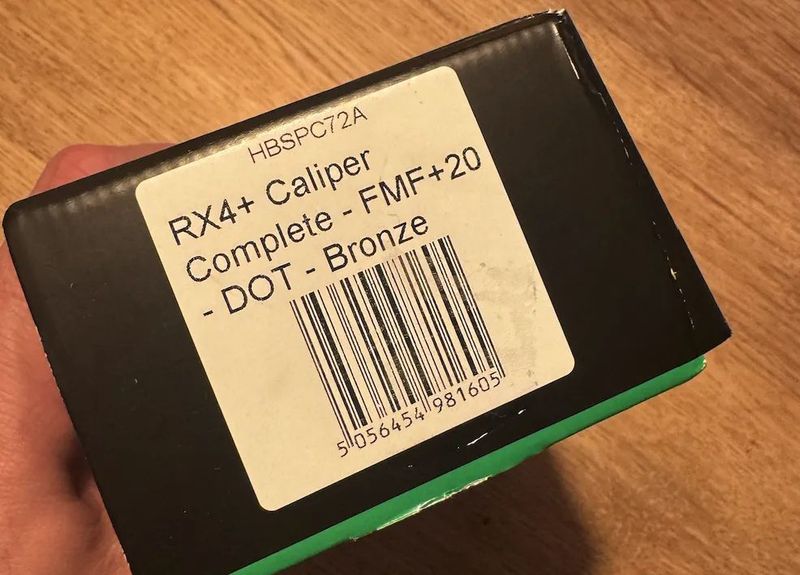 HBSPC72A
RX4+ Caliper
Complete - FMF+20
- DOT - Bronze
5 056454 981605